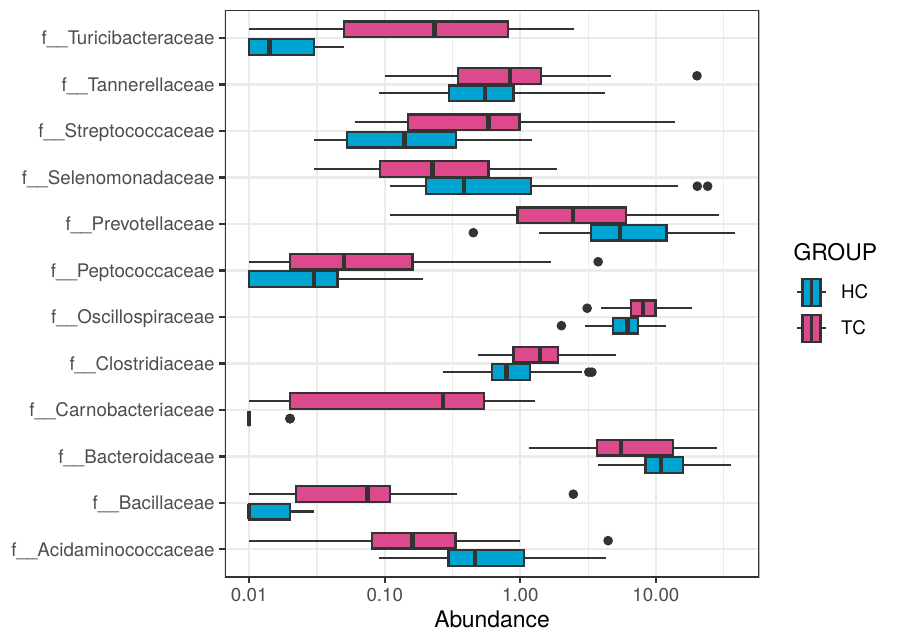 f__Turicibacteraceae
f__Tannerellaceae
f__Streptococcaceae
f__Selenomonadaceae
f__Prevotellaceae
f__Peptococcaceae
f__Oscillospiraceae
f__Clostridiaceae
f__Carnobacteriaceae
f__Bacteroidaceae
f__Bacillaceae
f__Acidaminococcaceae
0.01 0.10 1.00 10.00
Abundance
GROUP
HC
TC